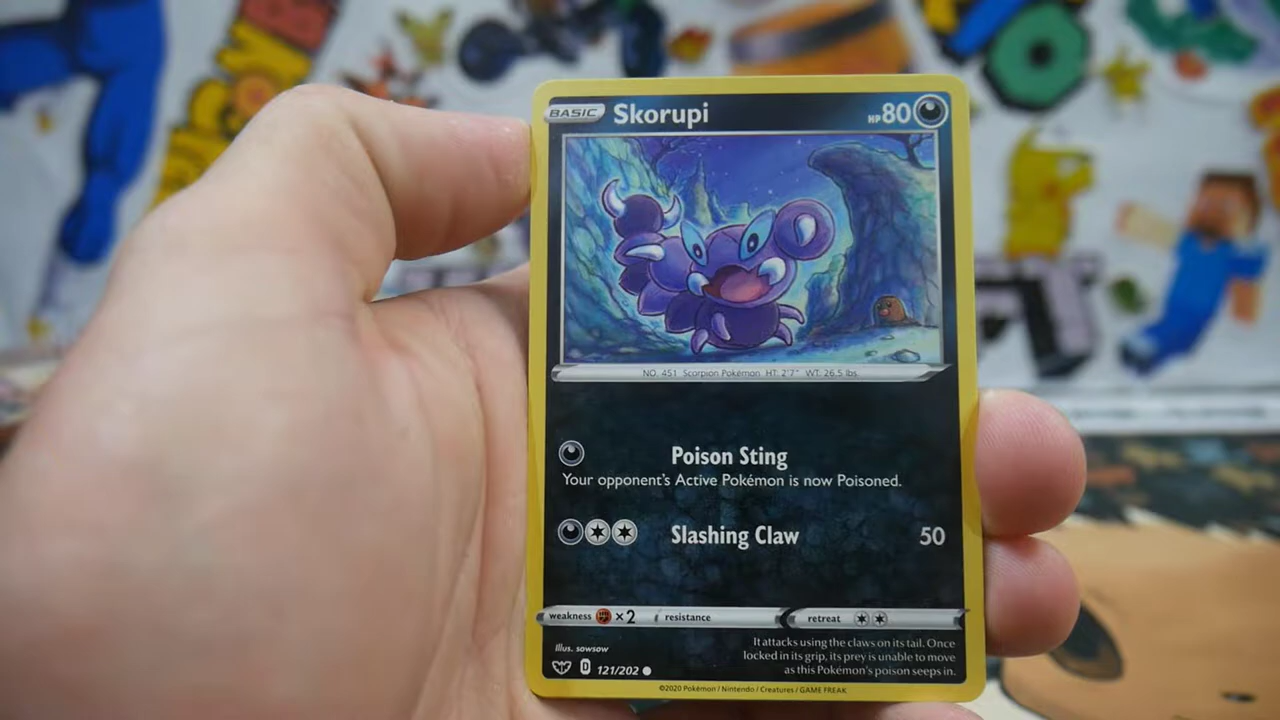 BASIC Skorupi HP 80
NO. 451 Scorpion Pokémon HT: 2'7" WT: 26.5 lbs.
Poison Sting
Your opponent's Active Pokémon is now Poisoned.
Slashing Claw 50
weakness ×2 resistance retreat
Illus. sowsow
It attacks using the claws on its tail. Once
locked in its grip, its prey is unable to move
as this Pokémon's poison seeps in.
D 121/202
©2020 Pokémon / Nintendo / Creatures / GAME FREAK